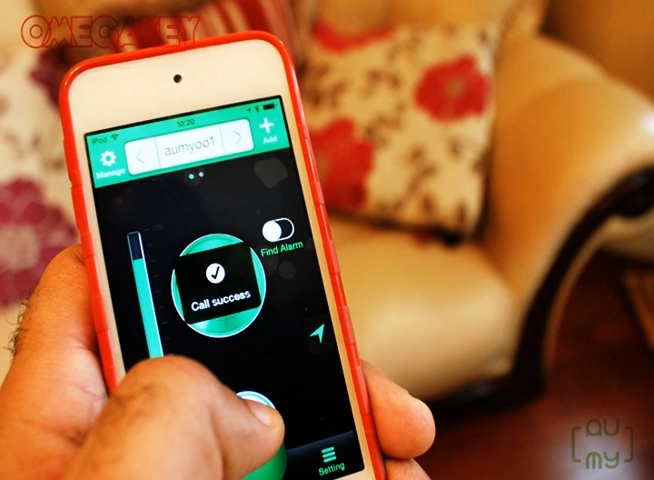 OMEGAKEY
iPod
10:20
Manage
aumyoo1
Add
Find Alarm
Call success
Setting
AU
MY